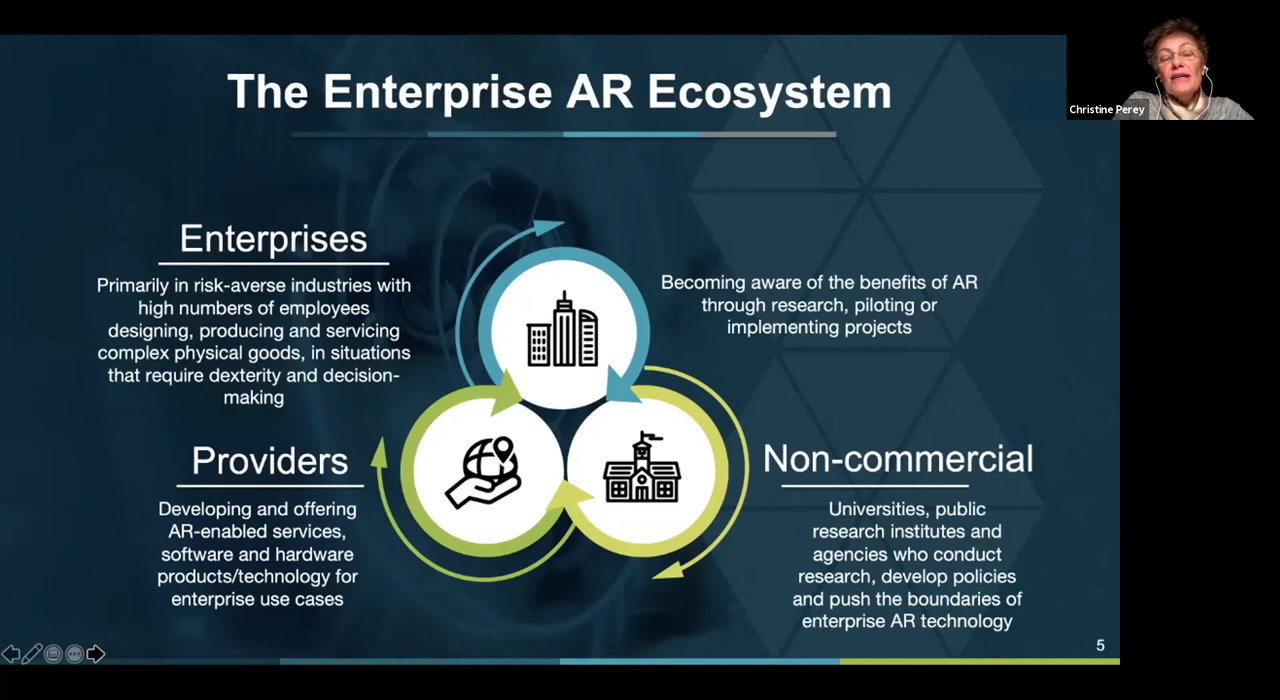 The Enterprise AR Ecosystem
Christine Perey
Enterprises
Primarily in risk-averse industries with
high numbers of employees
designing, producing and servicing
complex physical goods, in situations
that require dexterity and decision-
making
Becoming aware of the benefits of AR
through research, piloting or
implementing projects
Providers
Developing and offering
AR-enabled services,
software and hardware
products/technology for
enterprise use cases
Non-commercial
Universities, public
research institutes and
agencies who conduct
research, develop policies
and push the boundaries of
enterprise AR technology
5